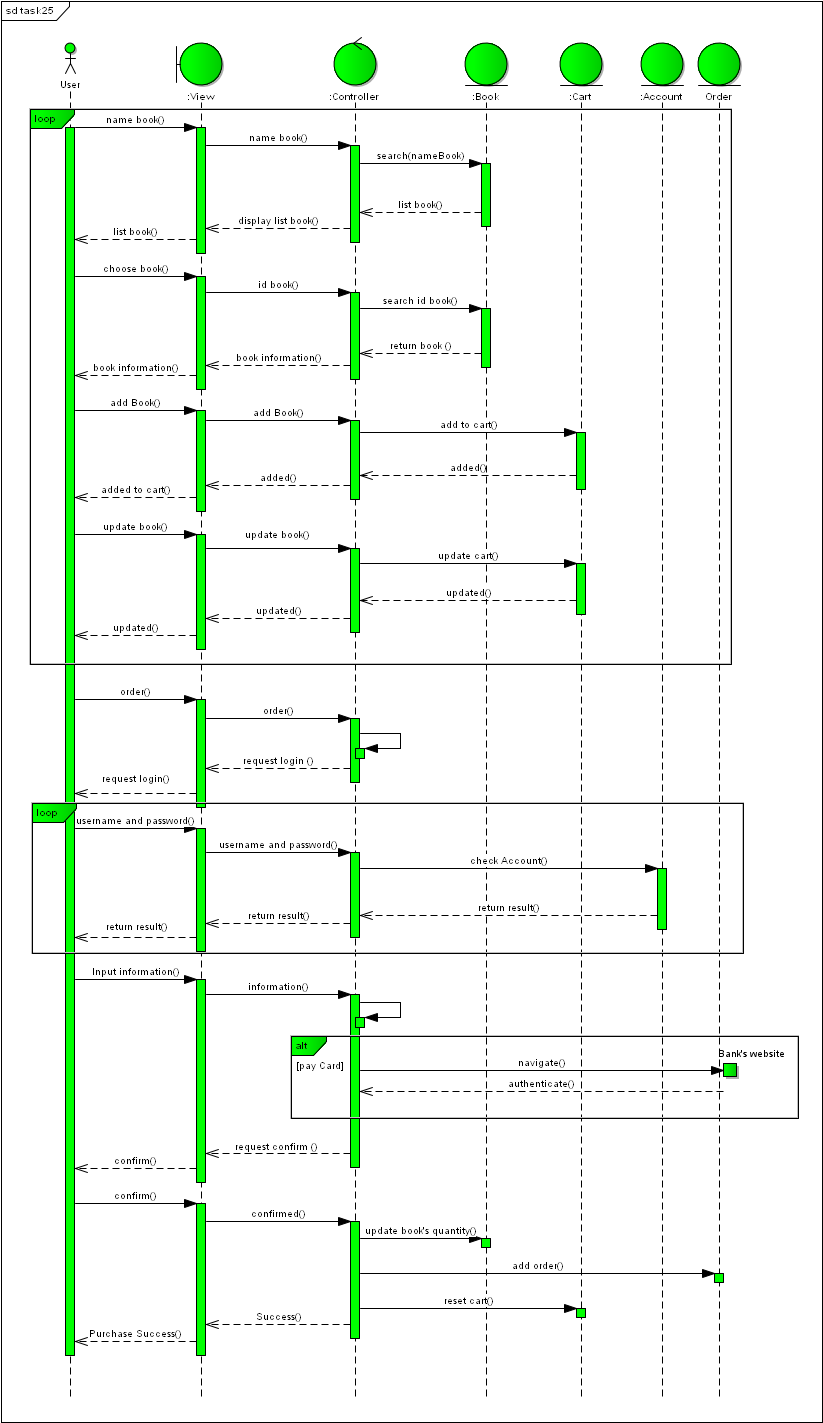 sd task25
User
:View
:Controller
:Book
:Cart
:Account
Order
loop
name book()
name book()
search(nameBook)
list book()
display list book()
list book()
choose book()
id book()
search id book()
return book ()
book information()
book information()
add Book()
add Book()
add to cart()
added()
added()
added to cart()
update book()
update book()
update cart()
updated()
updated()
updated()
order()
order()
request login ()
request login()
loop
username and password()
username and password()
check Account()
return result()
return result()
return result()
Input information()
information()
alt
Bank's website
[pay Card]
navigate()
authenticate()
request confirm ()
confirm()
confirm()
confirmed()
update book's quantity()
add order()
reset cart()
Success()
Purchase Success()